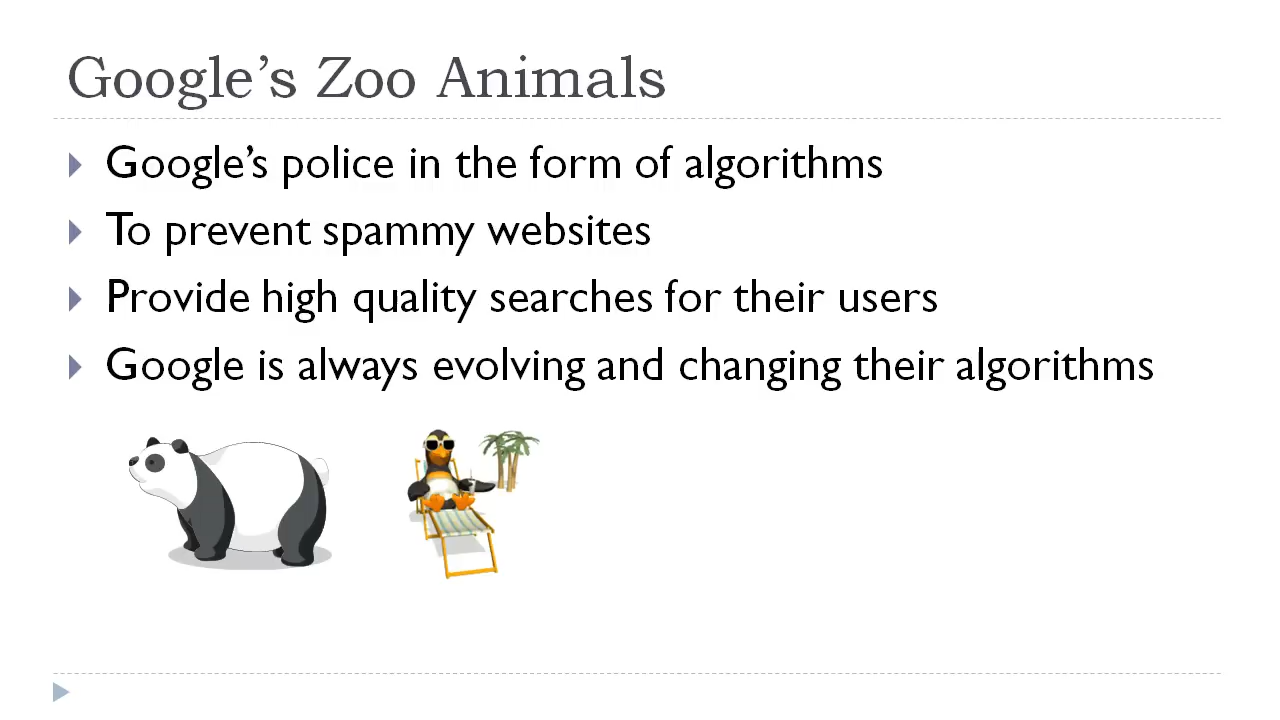 Google’s Zoo Animals
Google’s police in the form of algorithms
To prevent spammy websites
Provide high quality searches for their users
Google is always evolving and changing their algorithms